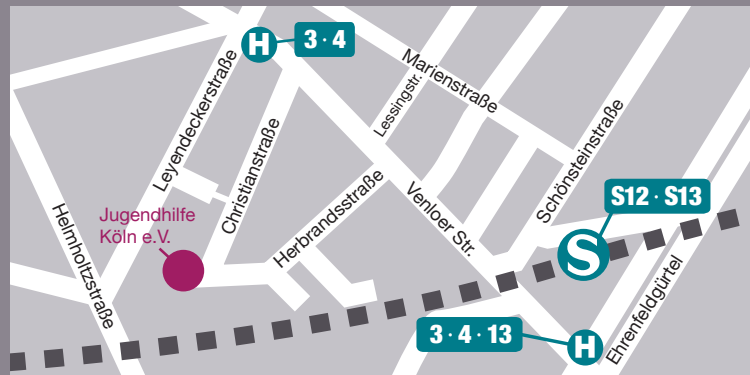 H
3 · 4
Marienstraße
Lessingstr.
Leyendeckerstraße
Christianstraße
Schönsteinstraße
S12 · S13
Venloer Str.
Herbrandsstraße
Jugendhilfe
Köln e.V.
Helmholtzstraße
S
Ehrenfeldgürtel
3 · 4 · 13
H